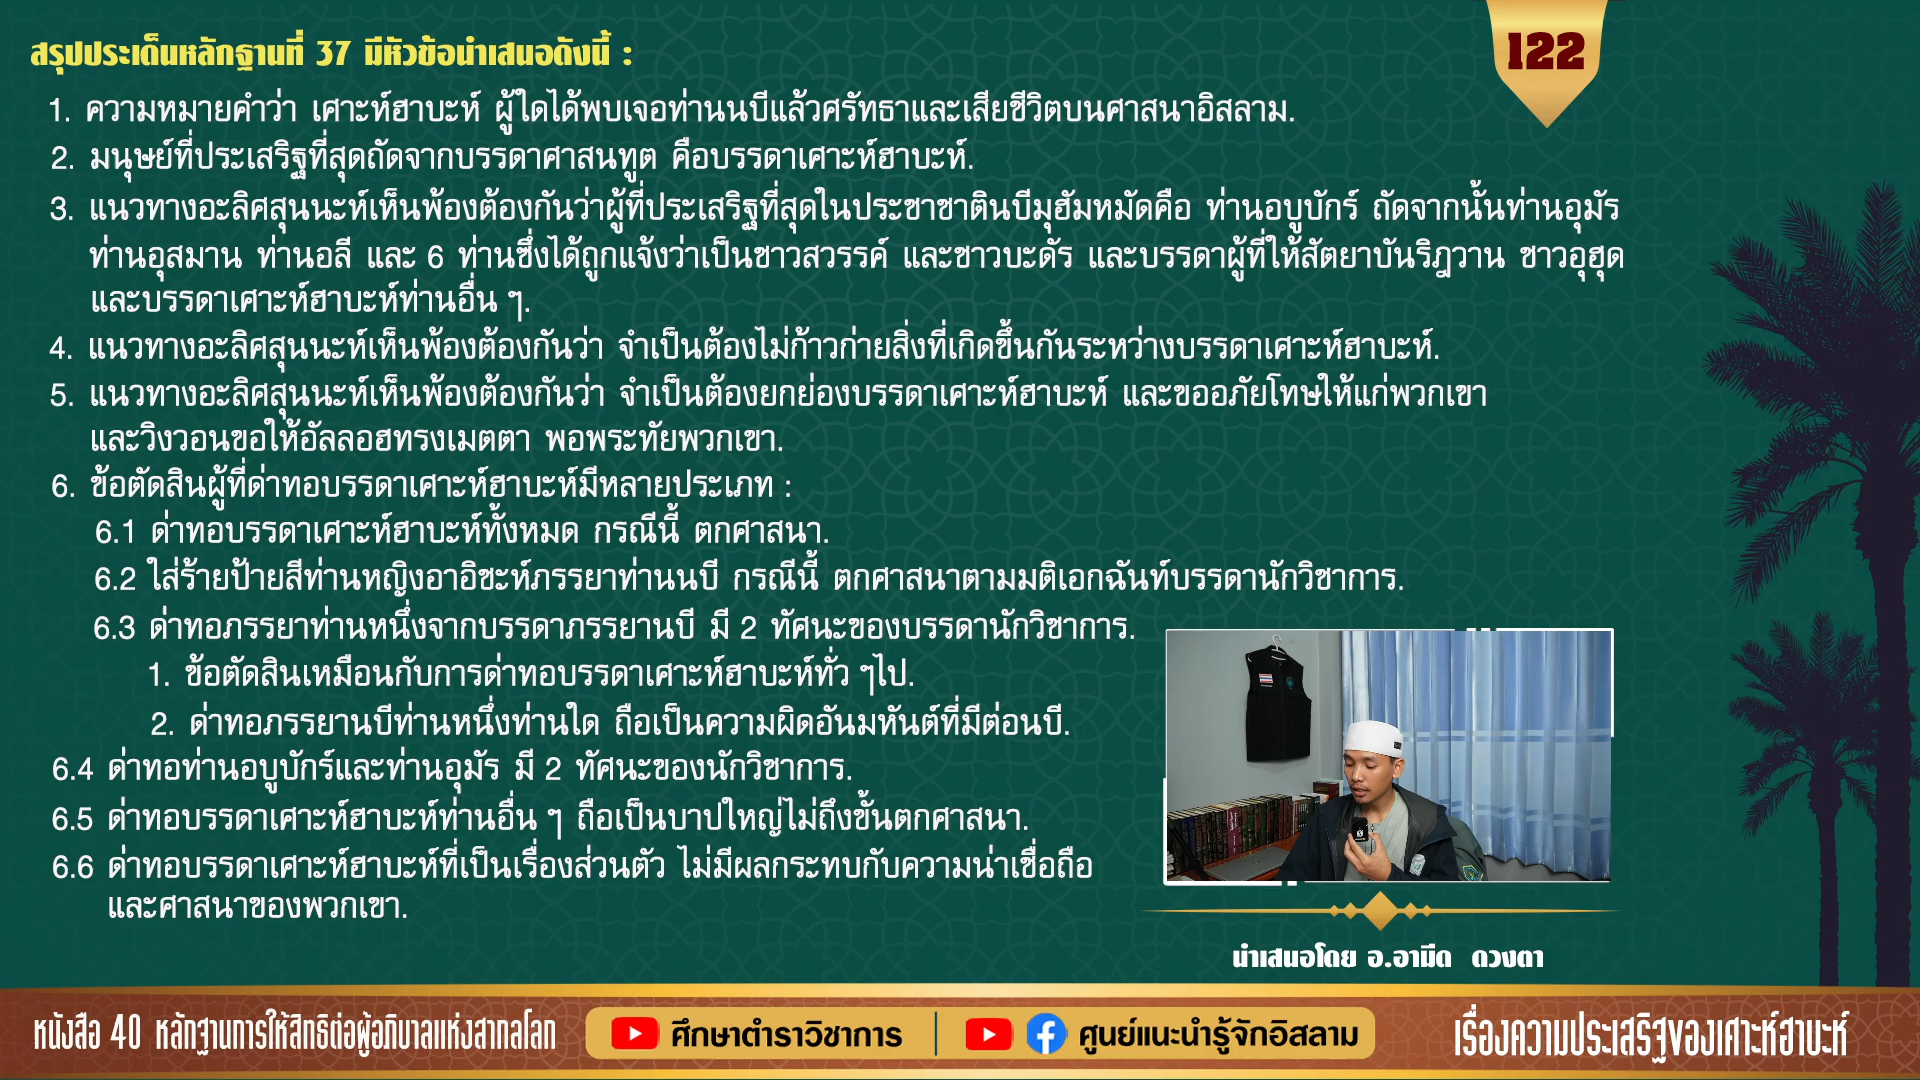 สรุปประเด็นหลักฐานที่ 37 มีหัวข้อนำเสนอดังนี้ :
122
1. ความหมายคำว่า เศาะห์ฮาบะห์ ผู้ใดได้พบเจอท่านนบีแล้วศรัทธาและเสียชีวิตบนศาสนาอิสลาม.
2. มนุษย์ที่ประเสริฐที่สุดถัดจากบรรดาศาสนทูต คือบรรดาเศาะห์ฮาบะห์.
3. แนวทางอะลิศสุนนะห์เห็นพ้องต้องกันว่าผู้ที่ประเสริฐที่สุดในประชาชาตินบีมุฮัมหมัดคือ ท่านอบูบักร์ ถัดจากนั้นท่านอุมัร
ท่านอุสมาน ท่านอลี และ 6 ท่านซึ่งได้ถูกแจ้งว่าเป็นชาวสวรรค์ และชาวบะดัร และบรรดาผู้ที่ให้สัตยาบันริฎวาน ชาวอุฮุด
และบรรดาเศาะห์ฮาบะห์ท่านอื่น ๆ.
4. แนวทางอะลิศสุนนะห์เห็นพ้องต้องกันว่า จำเป็นต้องไม่ก้าวก่ายสิ่งที่เกิดขึ้นกันระหว่างบรรดาเศาะห์ฮาบะห์.
5. แนวทางอะลิศสุนนะห์เห็นพ้องต้องกันว่า จำเป็นต้องยกย่องบรรดาเศาะห์ฮาบะห์ และขออภัยโทษให้แก่พวกเขา
และวิงวอนขอให้อัลลอฮทรงเมตตา พอพระทัยพวกเขา.
6. ข้อตัดสินผู้ที่ด่าทอบรรดาเศาะห์ฮาบะห์มีหลายประเภท :
6.1 ด่าทอบรรดาเศาะห์ฮาบะห์ทั้งหมด กรณีนี้ ตกศาสนา.
6.2 ใส่ร้ายป้ายสีท่านหญิงอาอิชะห์ภรรยาท่านนบี กรณีนี้ ตกศาสนาตามมติเอกฉันท์บรรดานักวิชาการ.
6.3 ด่าทอภรรยาท่านหนึ่งจากบรรดาภรรยานบี มี 2 ทัศนะของบรรดานักวิชาการ.
1. ข้อตัดสินเหมือนกับการด่าทอบรรดาเศาะห์ฮาบะห์ทั่ว ๆไป.
2. ด่าทอภรรยานบีท่านหนึ่งท่านใด ถือเป็นความผิดอันมหันต์ที่มีต่อนบี.
6.4 ด่าทอท่านอบูบักร์และท่านอุมัร มี 2 ทัศนะของนักวิชาการ.
6.5 ด่าทอบรรดาเศาะห์ฮาบะห์ท่านอื่น ๆ ถือเป็นบาปใหญ่ไม่ถึงขั้นตกศาสนา.
6.6 ด่าทอบรรดาเศาะห์ฮาบะห์ที่เป็นเรื่องส่วนตัว ไม่มีผลกระทบกับความน่าเชื่อถือ
และศาสนาของพวกเขา.
นำเสนอโดย อ.อามีด ดวงตา
หนังสือ 40 หลักฐานการให้สิทธิต่อผู้อภิบาลแห่งสากลโลก
ศึกษาตำราวิชาการ
ศูนย์แนะนำรู้จักอิสลาม
เรื่องความประเสริฐของเศาะห์ฮาบะห์